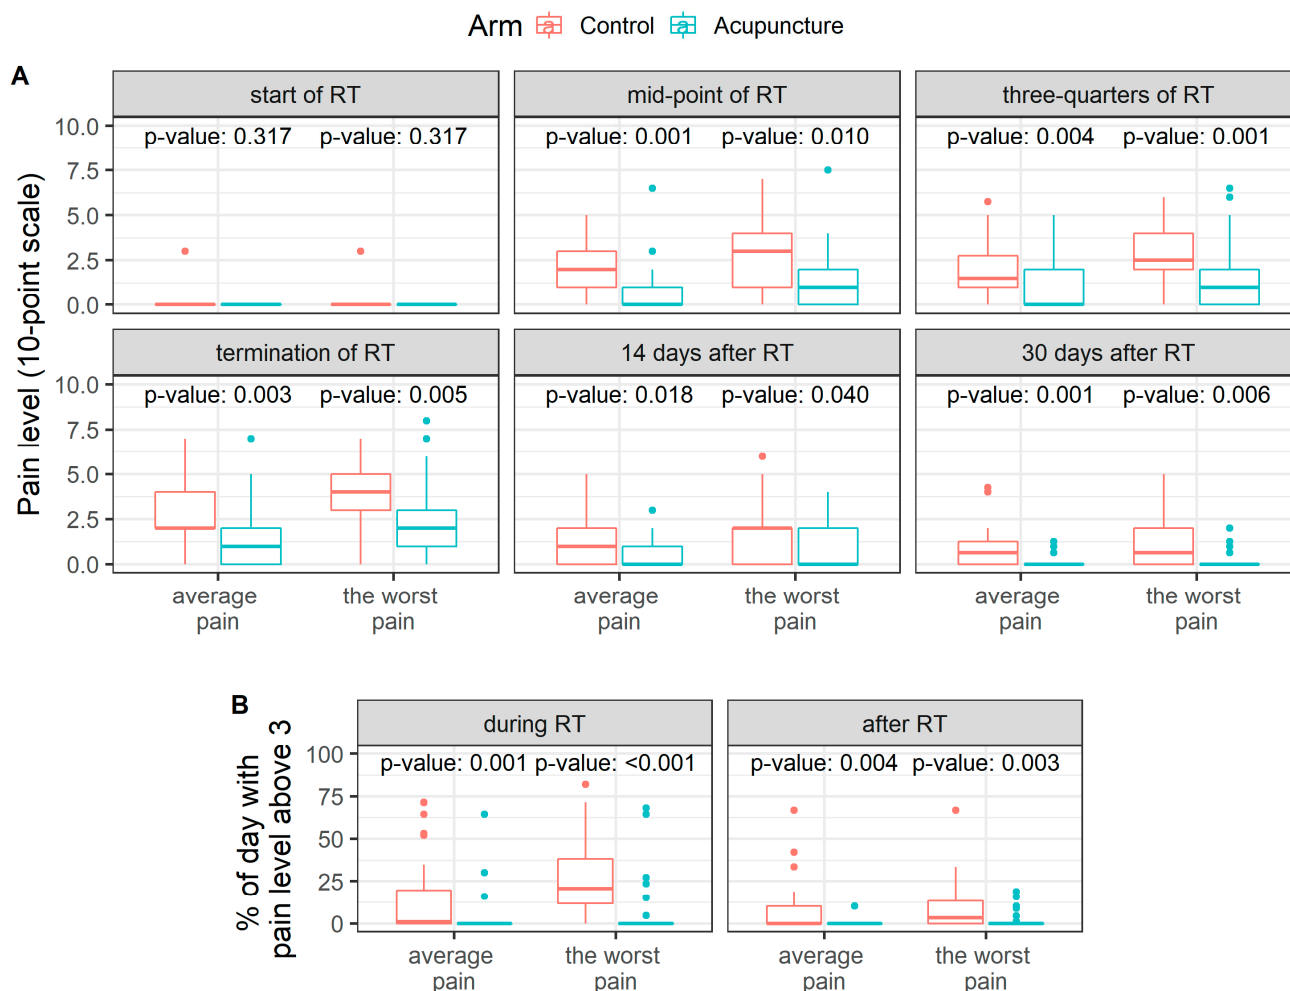 Arm a Control a Acupuncture
A
start of RT mid-point of RT three-quarters of RT
p-value: 0.317 p-value: 0.317 p-value: 0.001 p-value: 0.010 p-value: 0.004 p-value: 0.001
10.0
7.5
5.0
2.5
0.0
Pain level (10-point scale)
termination of RT 14 days after RT 30 days after RT
p-value: 0.003 p-value: 0.005 p-value: 0.018 p-value: 0.040 p-value: 0.001 p-value: 0.006
10.0
7.5
5.0
2.5
0.0
average the worst average the worst average the worst
pain pain pain pain pain pain
B
during RT after RT
p-value: 0.001 p-value: <0.001 p-value: 0.004 p-value: 0.003
100
75
50
25
0
% of day with
pain level above 3
average the worst average the worst
pain pain pain pain